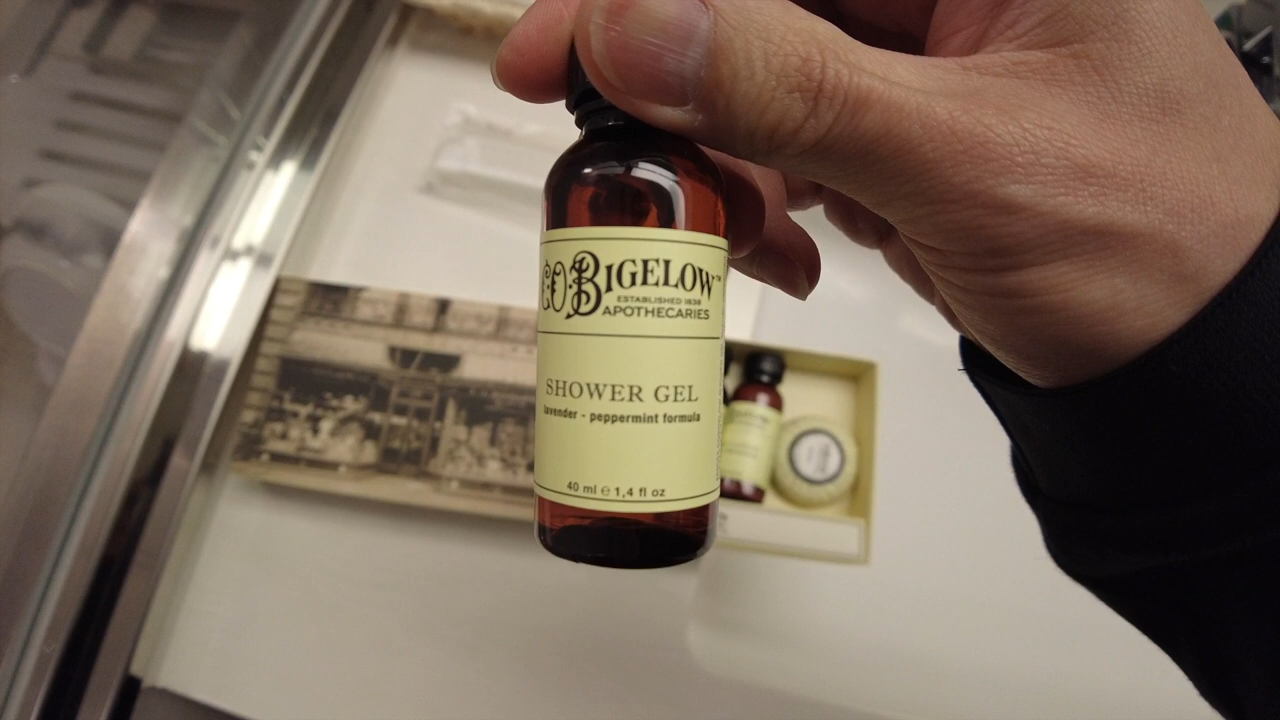 C.O.BIGELOW™
ESTABLISHED 1838
APOTHECARIES
SHOWER GEL
lavender - peppermint formula
40 ml ℮ 1,4 fl oz